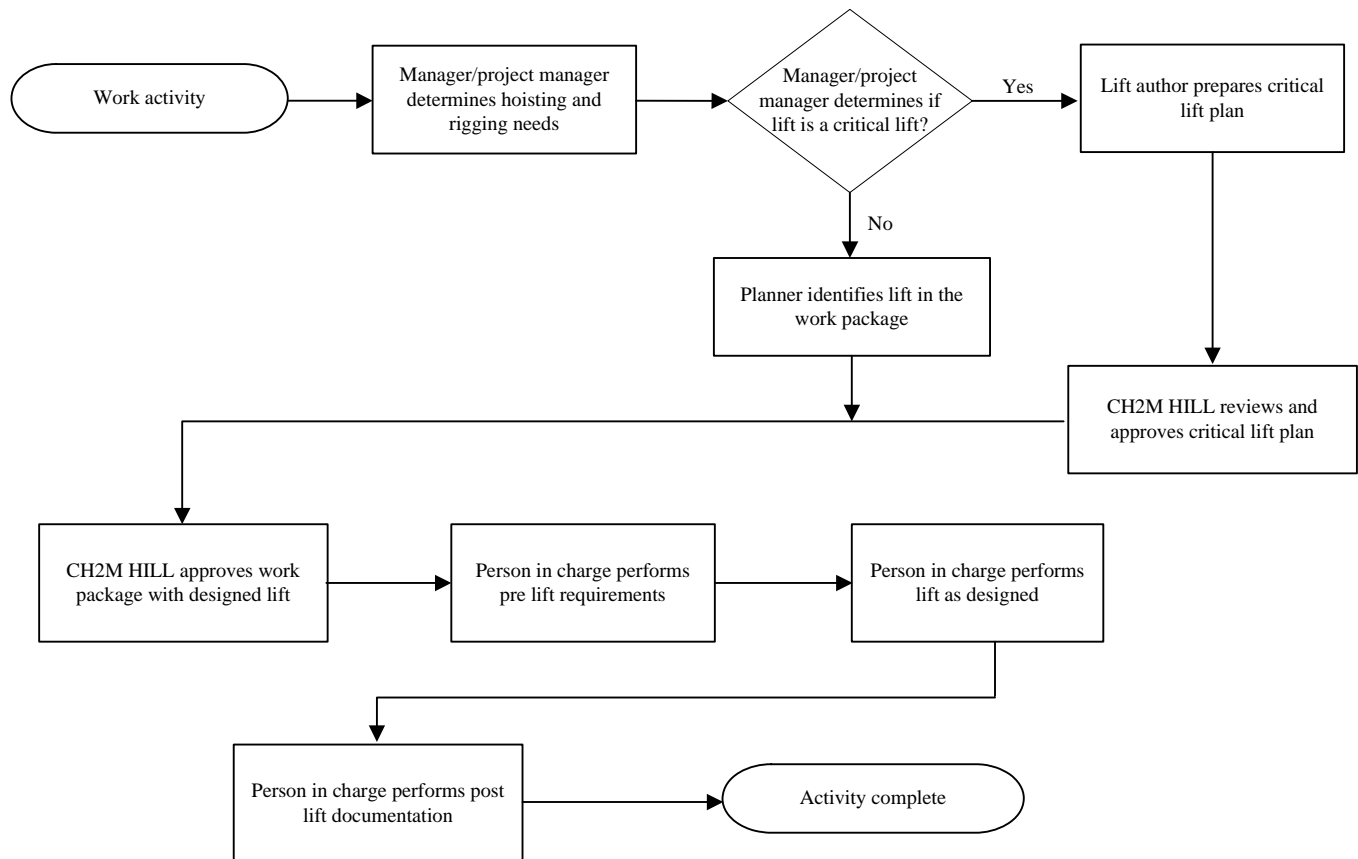 Work activity
Manager/project manager
determines hoisting and
rigging needs
Manager/project
manager determines if
lift is a critical lift?
Yes
Lift author prepares critical
lift plan
No
Planner identifies lift in the
work package
CH2M HILL reviews and
approves critical lift plan
CH2M HILL approves work
package with designed lift
Person in charge performs
pre lift requirements
Person in charge performs
lift as designed
Person in charge performs post
lift documentation
Activity complete